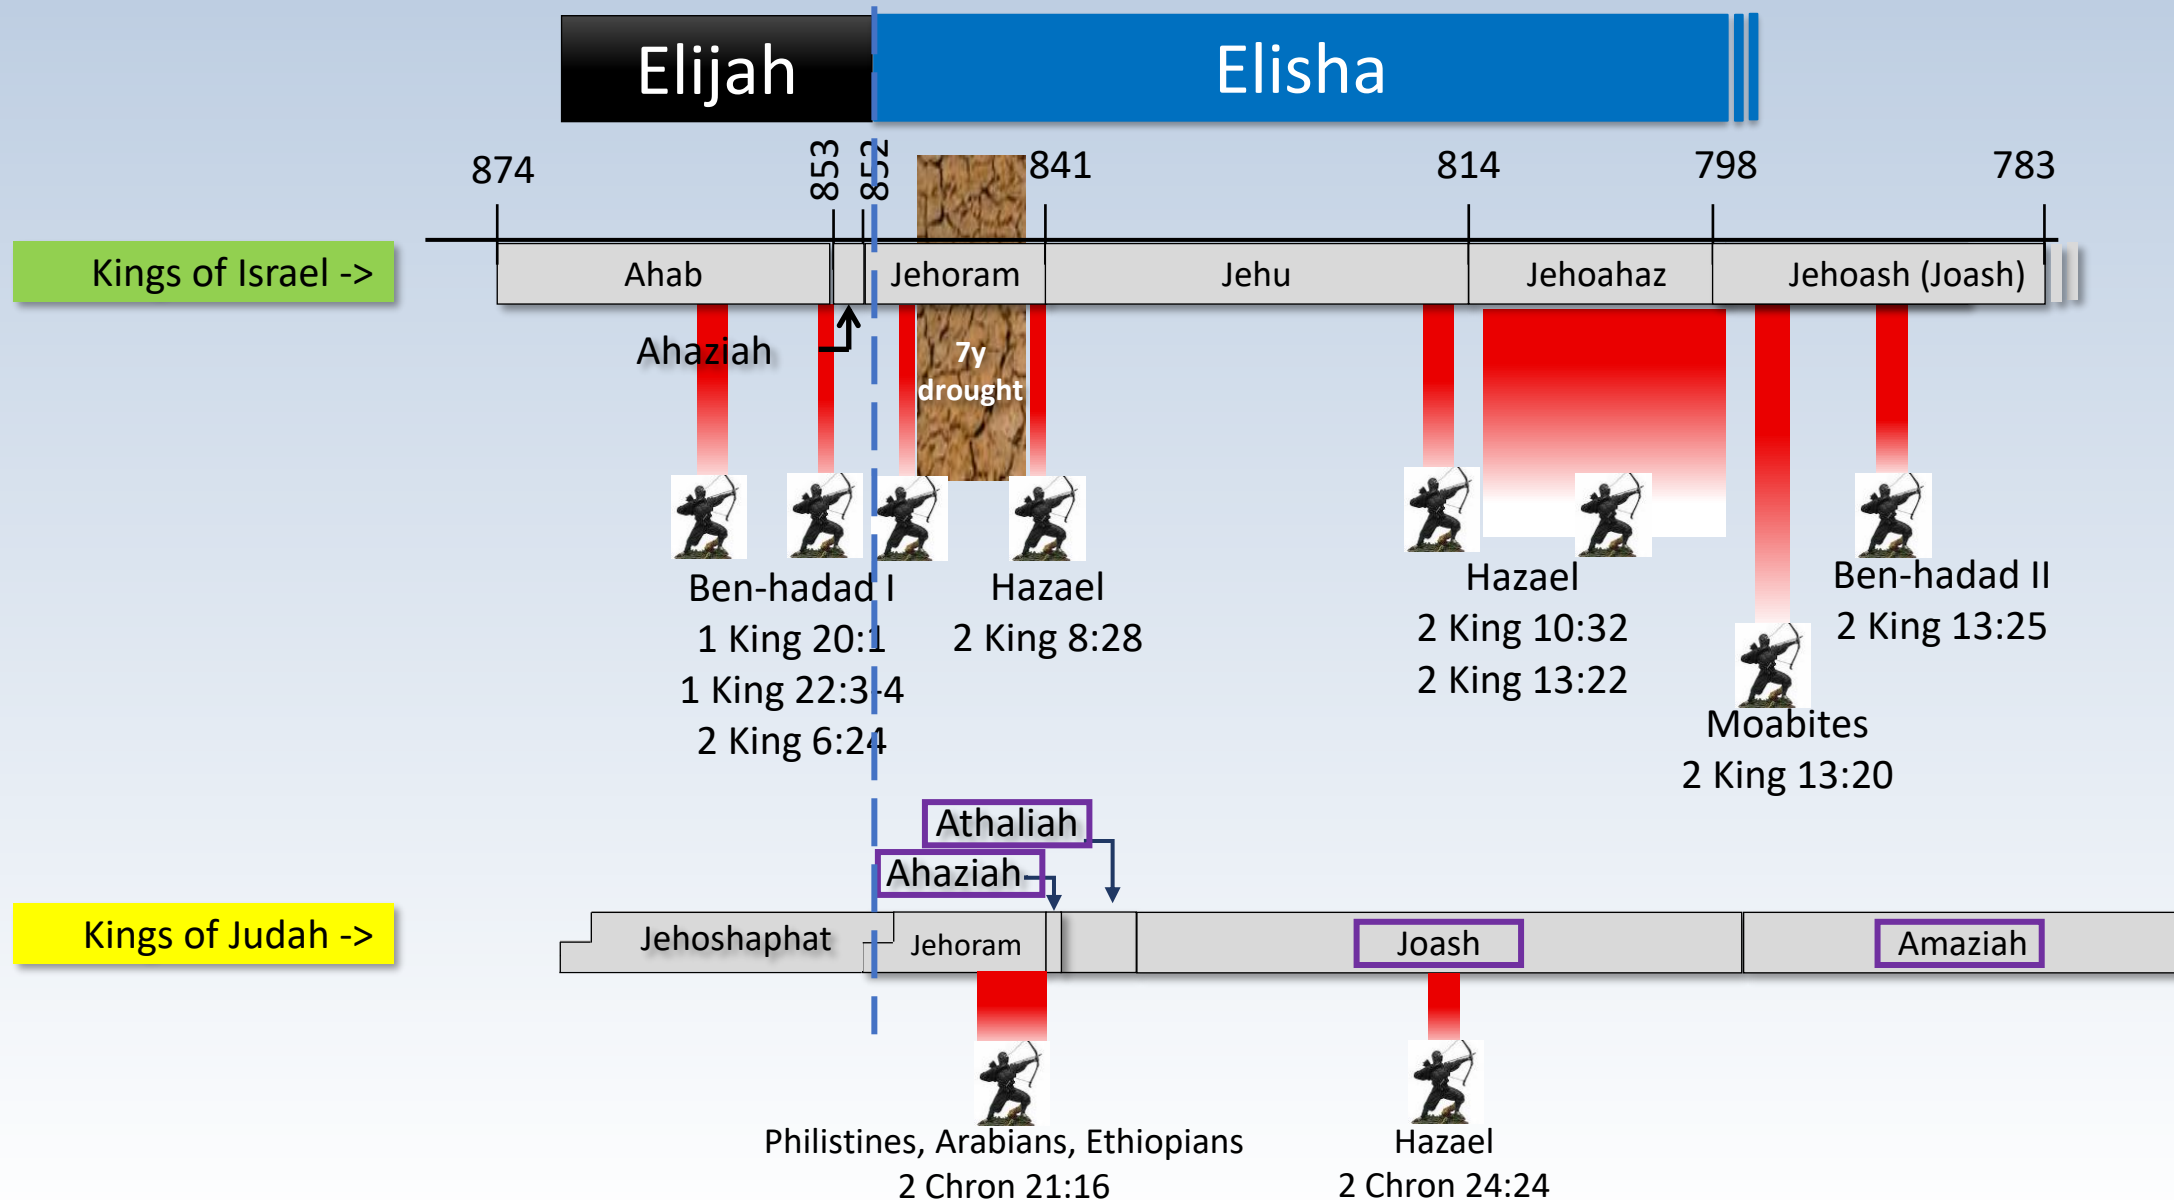 Elijah
Elisha
874
853
852
841
814
798
783
Kings of Israel ->
Ahab
Jehoram
Jehu
Jehoahaz
Jehoash (Joash)
Ahaziah
7y
drought
Ben-hadad I
1 King 20:1
1 King 22:3-4
2 King 6:24
Hazael
2 King 8:28
Hazael
2 King 10:32
2 King 13:22
Ben-hadad II
2 King 13:25
Moabites
2 King 13:20
Athaliah
Ahaziah
Kings of Judah ->
Jehoshaphat
Jehoram
Joash
Amaziah
Philistines, Arabians, Ethiopians
2 Chron 21:16
Hazael
2 Chron 24:24